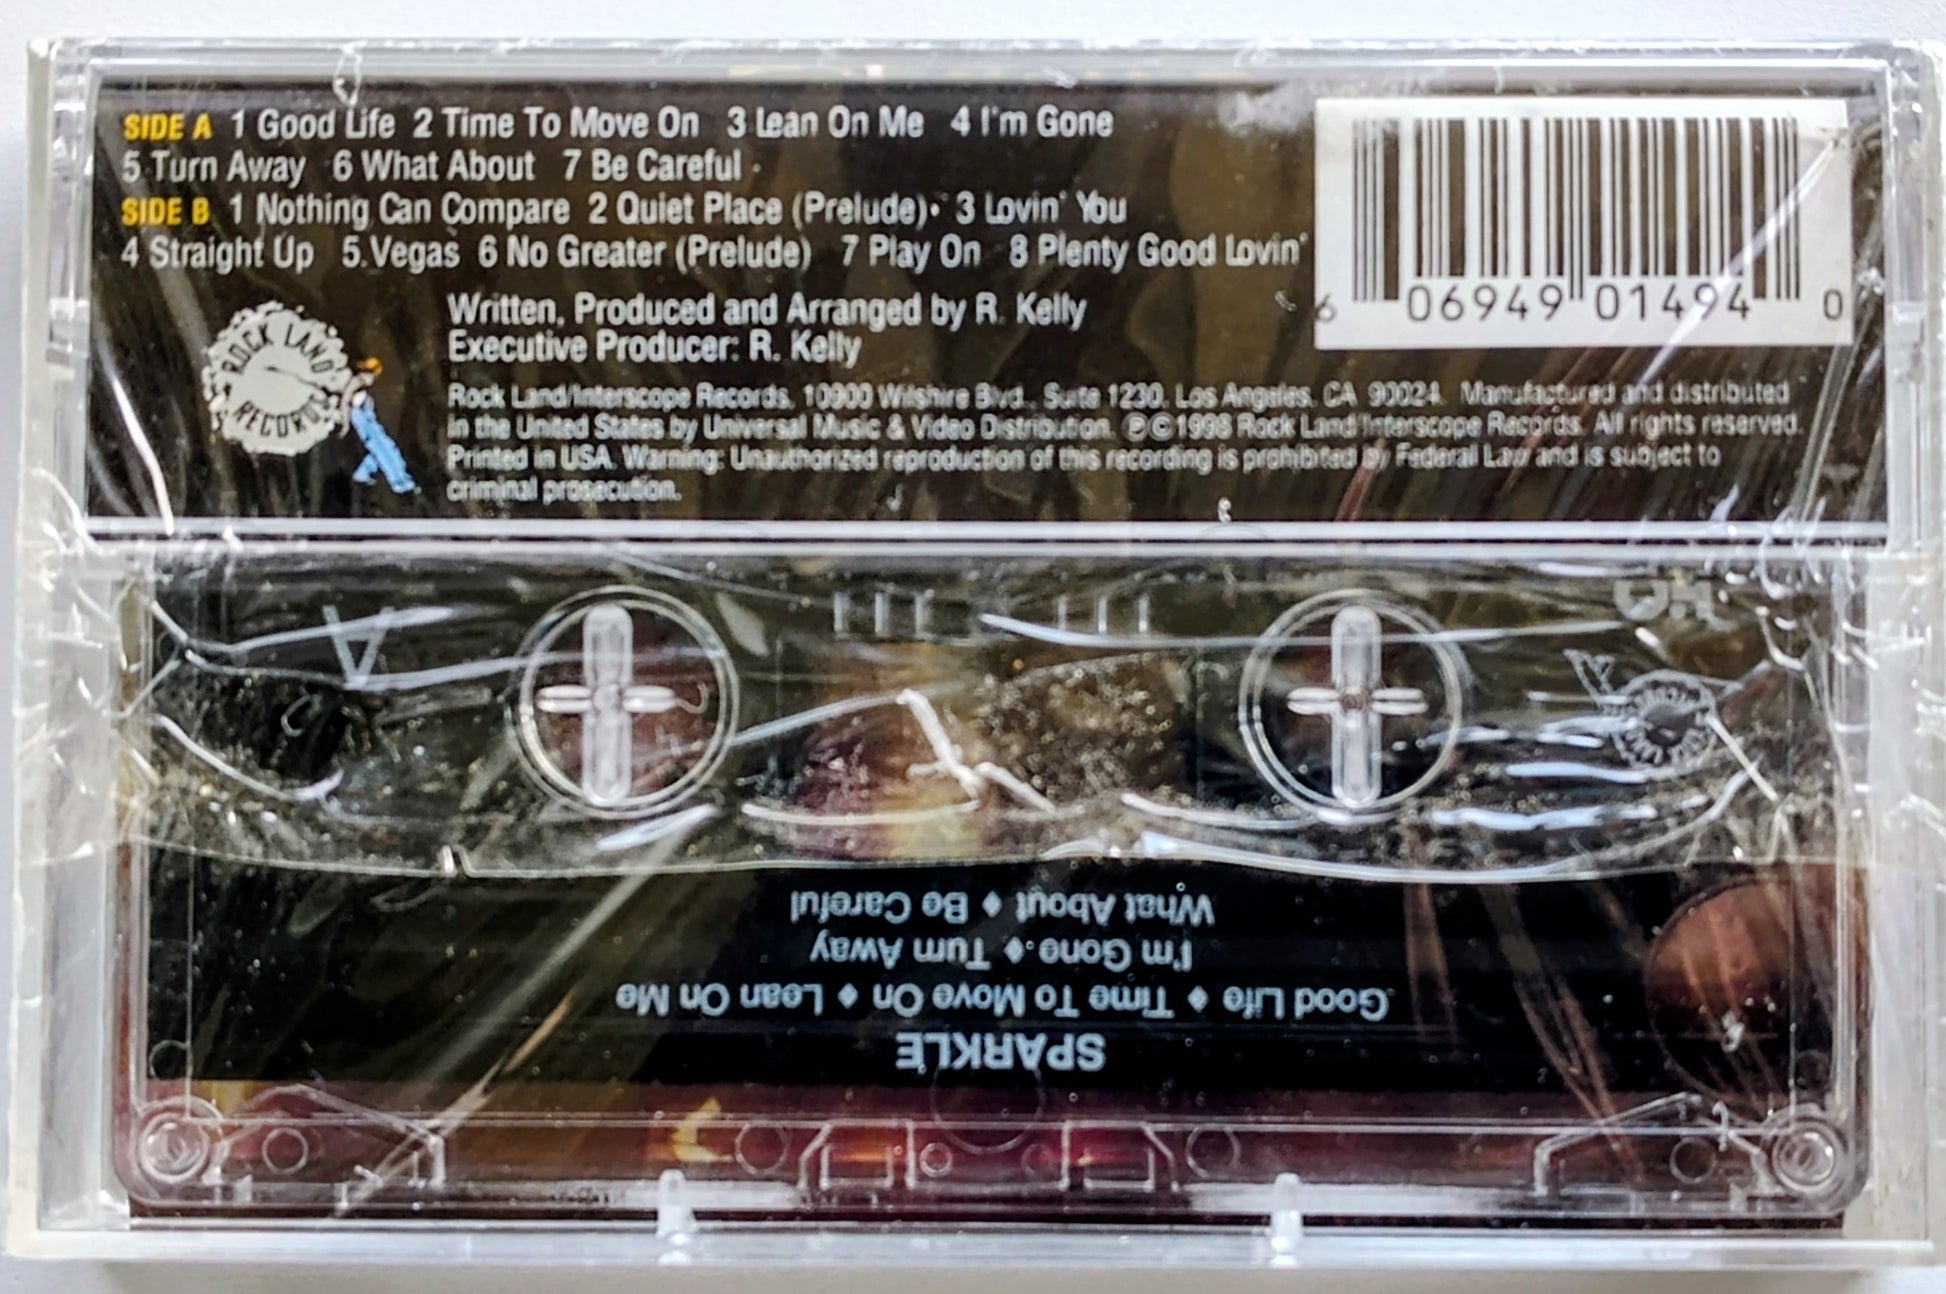 SIDE A 1 Good Life 2 Time To Move On 3 Lean On Me 4 I'm Gone
5 Turn Away 6 What About 7 Be Careful
SIDE B 1 Nothing Can Compare 2 Quiet Place (Prelude) 3 Lovin' You
4 Straight Up 5 Vegas 6 No Greater (Prelude) 7 Play On 8 Plenty Good Lovin'
6 06949 01494 0
ROCK LAND
RECORDS
Written, Produced and Arranged by R. Kelly
Executive Producer: R. Kelly
Rock Land/Interscope Records, 10900 Wilshire Blvd., Suite 1230, Los Angeles, CA 90024. Manufactured and distributed
in the United States by Universal Music & Video Distribution. ℗©1998 Rock Land/Interscope Records. All rights reserved.
Printed in USA. Warning: Unauthorized reproduction of this recording is prohibited by Federal Law and is subject to
criminal prosecution.
A
SPARKLE
Good Life ♦ Time To Move On ♦ Lean On Me
I'm Gone ♦ Turn Away
What About ♦ Be Careful